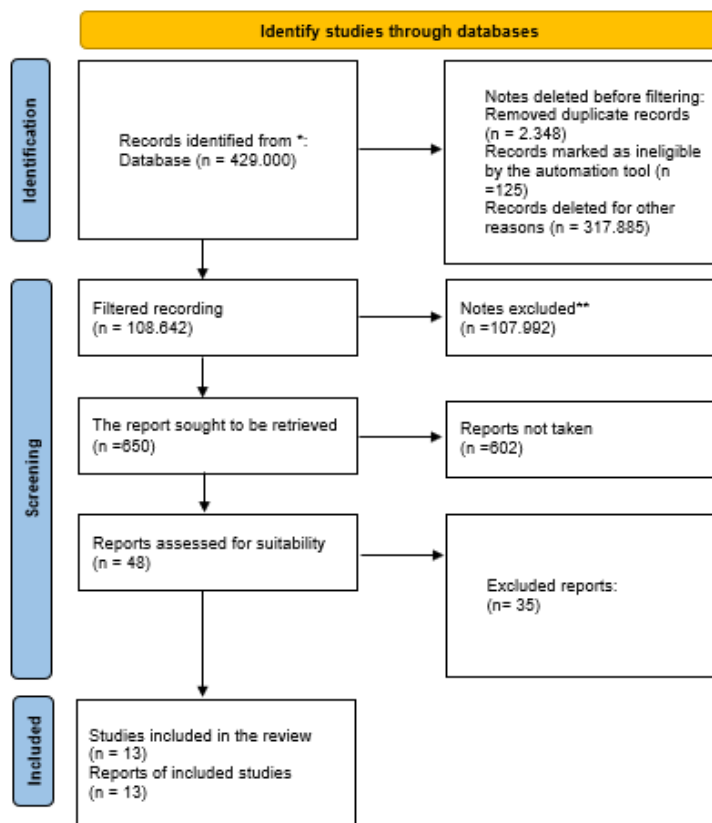 Identify studies through databases
Identification
Records identified from *:
Database (n = 429.000)
Notes deleted before filtering:
Removed duplicate records
(n = 2.348)
Records marked as ineligible
by the automation tool (n
=125)
Records deleted for other
reasons (n = 317.885)
Screening
Filtered recording
(n = 108.642)
Notes excluded**
(n =107.992)
The report sought to be retrieved
(n =650)
Reports not taken
(n =602)
Reports assessed for suitability
(n = 48)
Excluded reports:
(n= 35)
Included
Studies included in the review
(n = 13)
Reports of included studies
(n = 13)